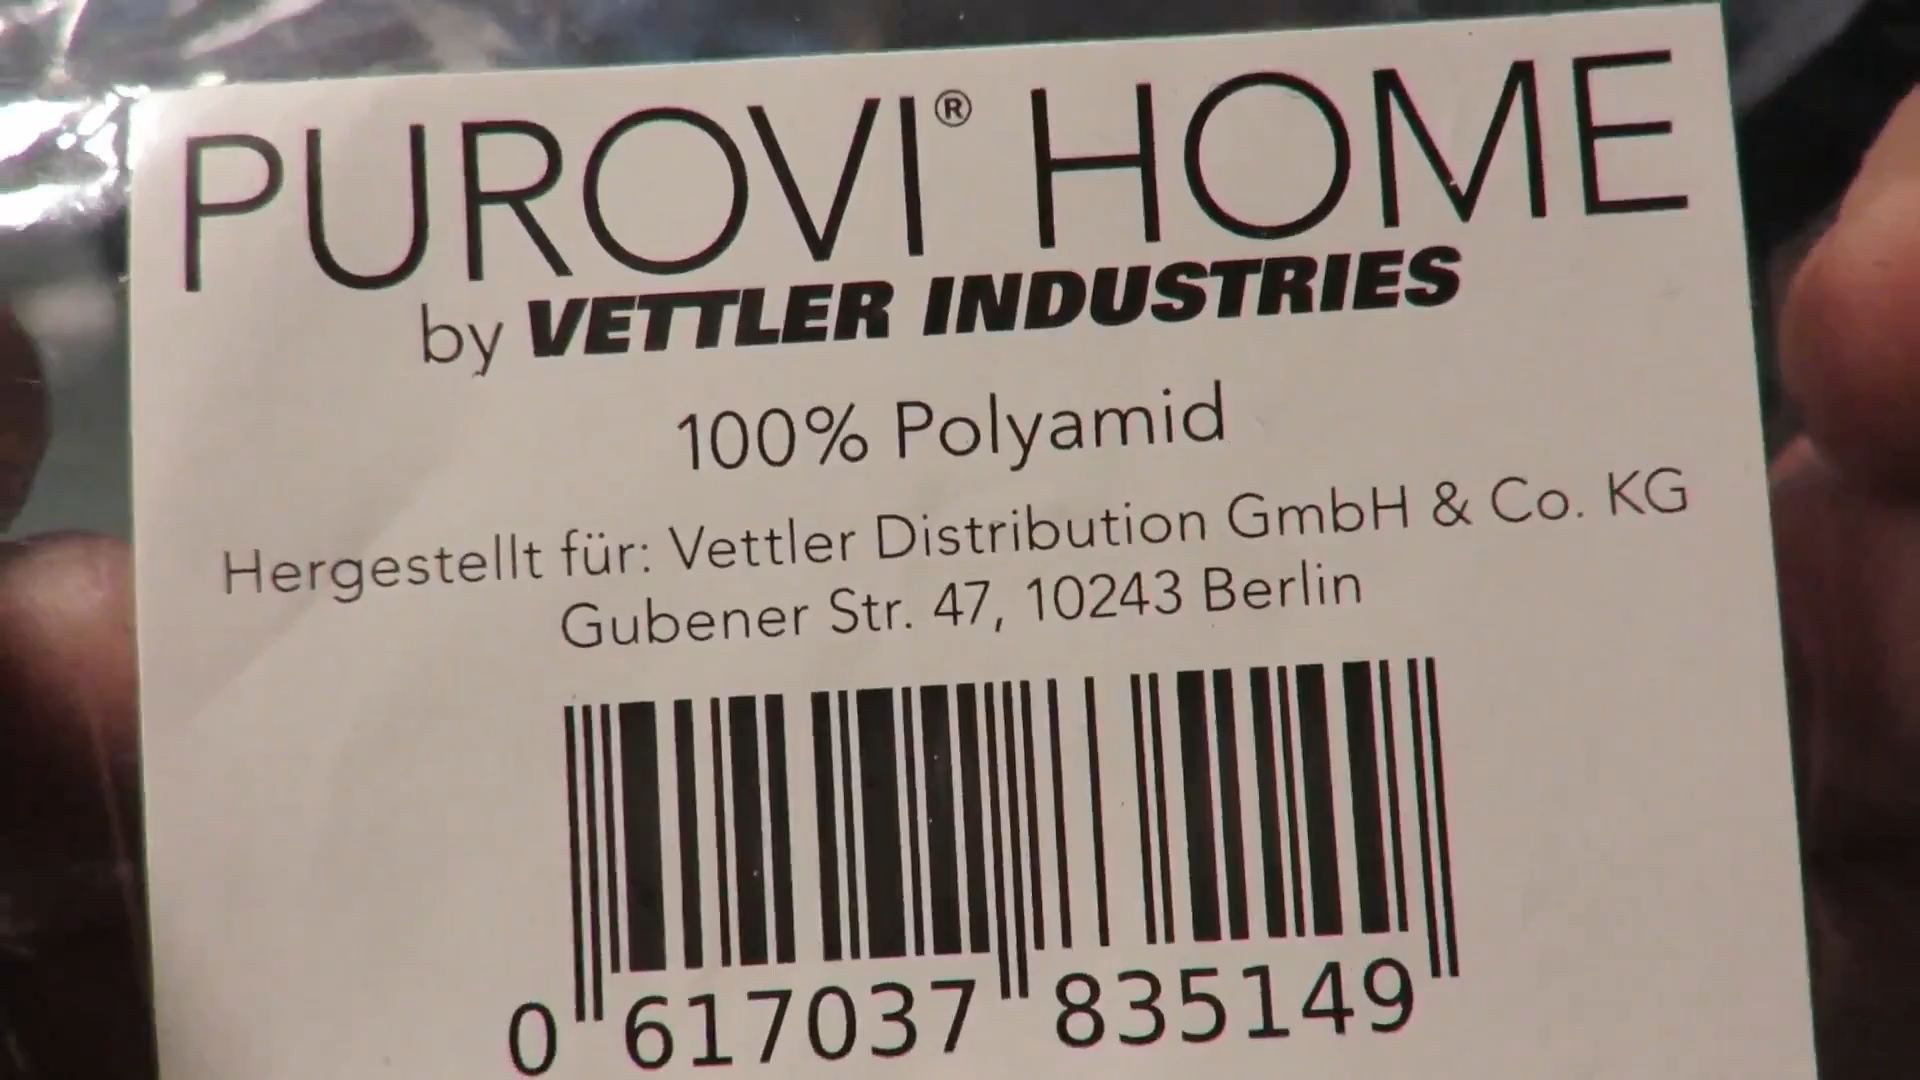 PUROVI® HOME
by VETTLER INDUSTRIES
100% Polyamid
Hergestellt für: Vettler Distribution GmbH & Co. KG
Gubener Str. 47, 10243 Berlin
0 617037 835149